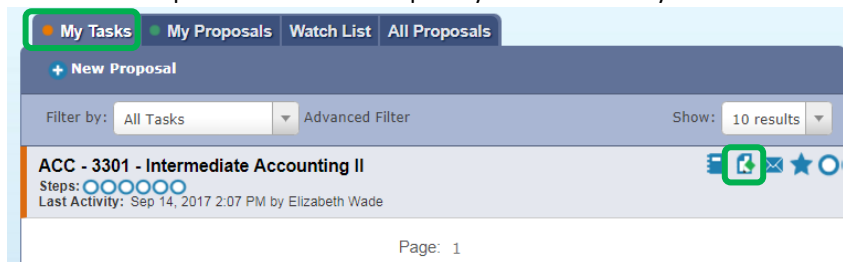 My Tasks My Proposals Watch List All Proposals
New Proposal
Filter by: All Tasks Advanced Filter Show: 10 results
ACC - 3301 - Intermediate Accounting II
Steps:
Last Activity: Sep 14, 2017 2:07 PM by Elizabeth Wade
Page: 1